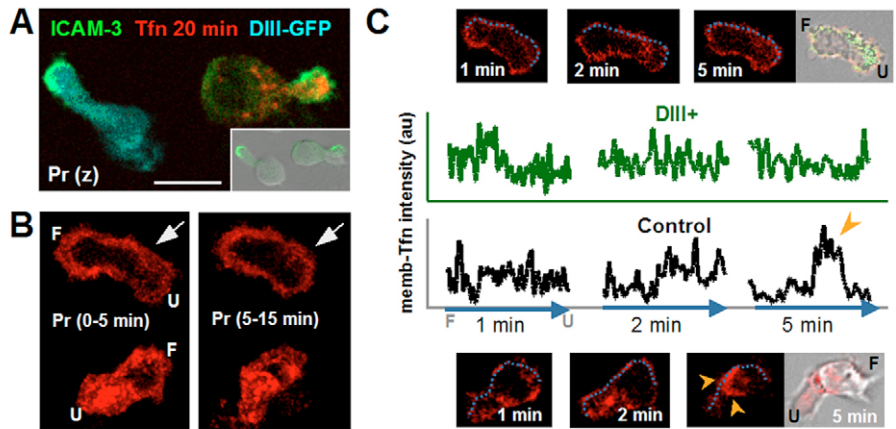 A
ICAM-3 Tfn 20 min DIII-GFP
Pr (z)
B
F
U
Pr (0-5 min)
Pr (5-15 min)
F
U
C
1 min
2 min
5 min
F
U
memb-Tfn intensity (au)
DIII+
Control
F
U
1 min
2 min
5 min
1 min
2 min
U
F
5 min